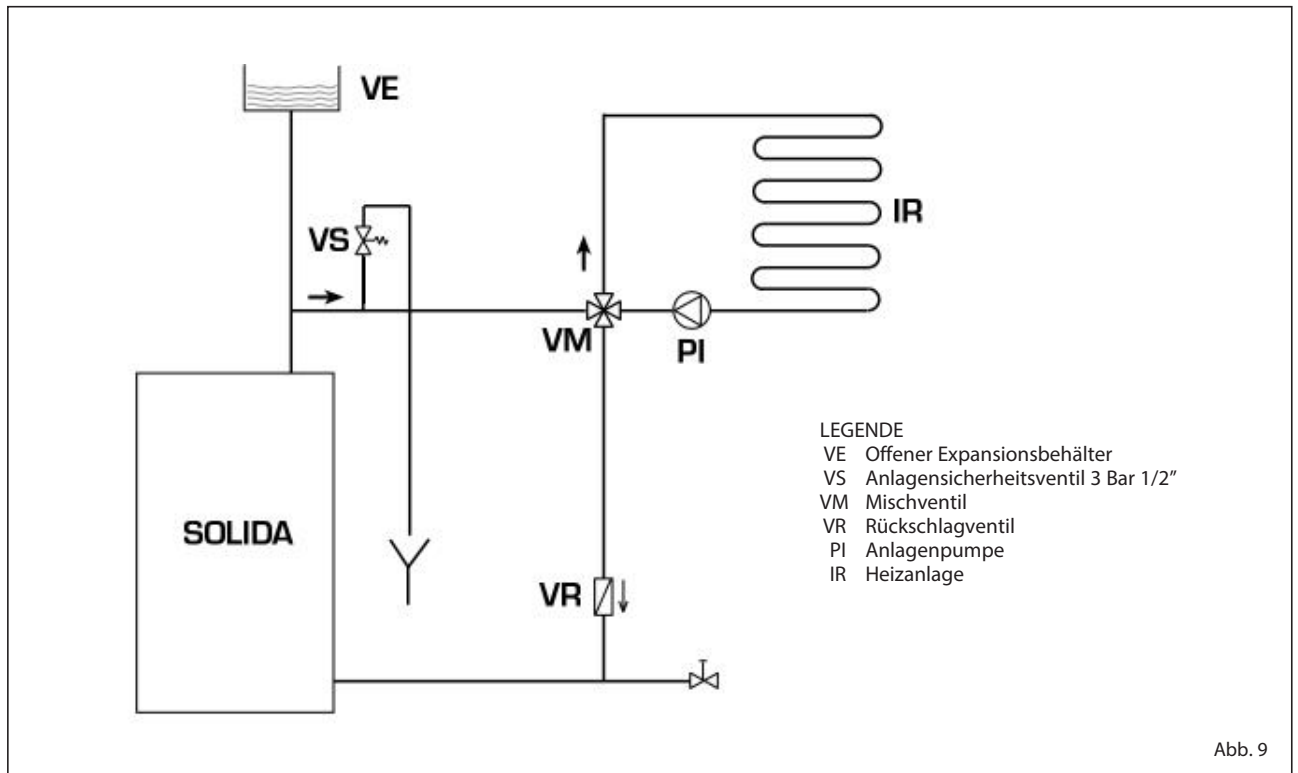 VE
VS
IR
VM
PI
LEGENDE
VE Offener Expansionsbehälter
VS Anlagensicherheitsventil 3 Bar 1/2”
VM Mischventil
VR Rückschlagventil
PI Anlagenpumpe
IR Heizanlage
SOLIDA
VR
Abb. 9